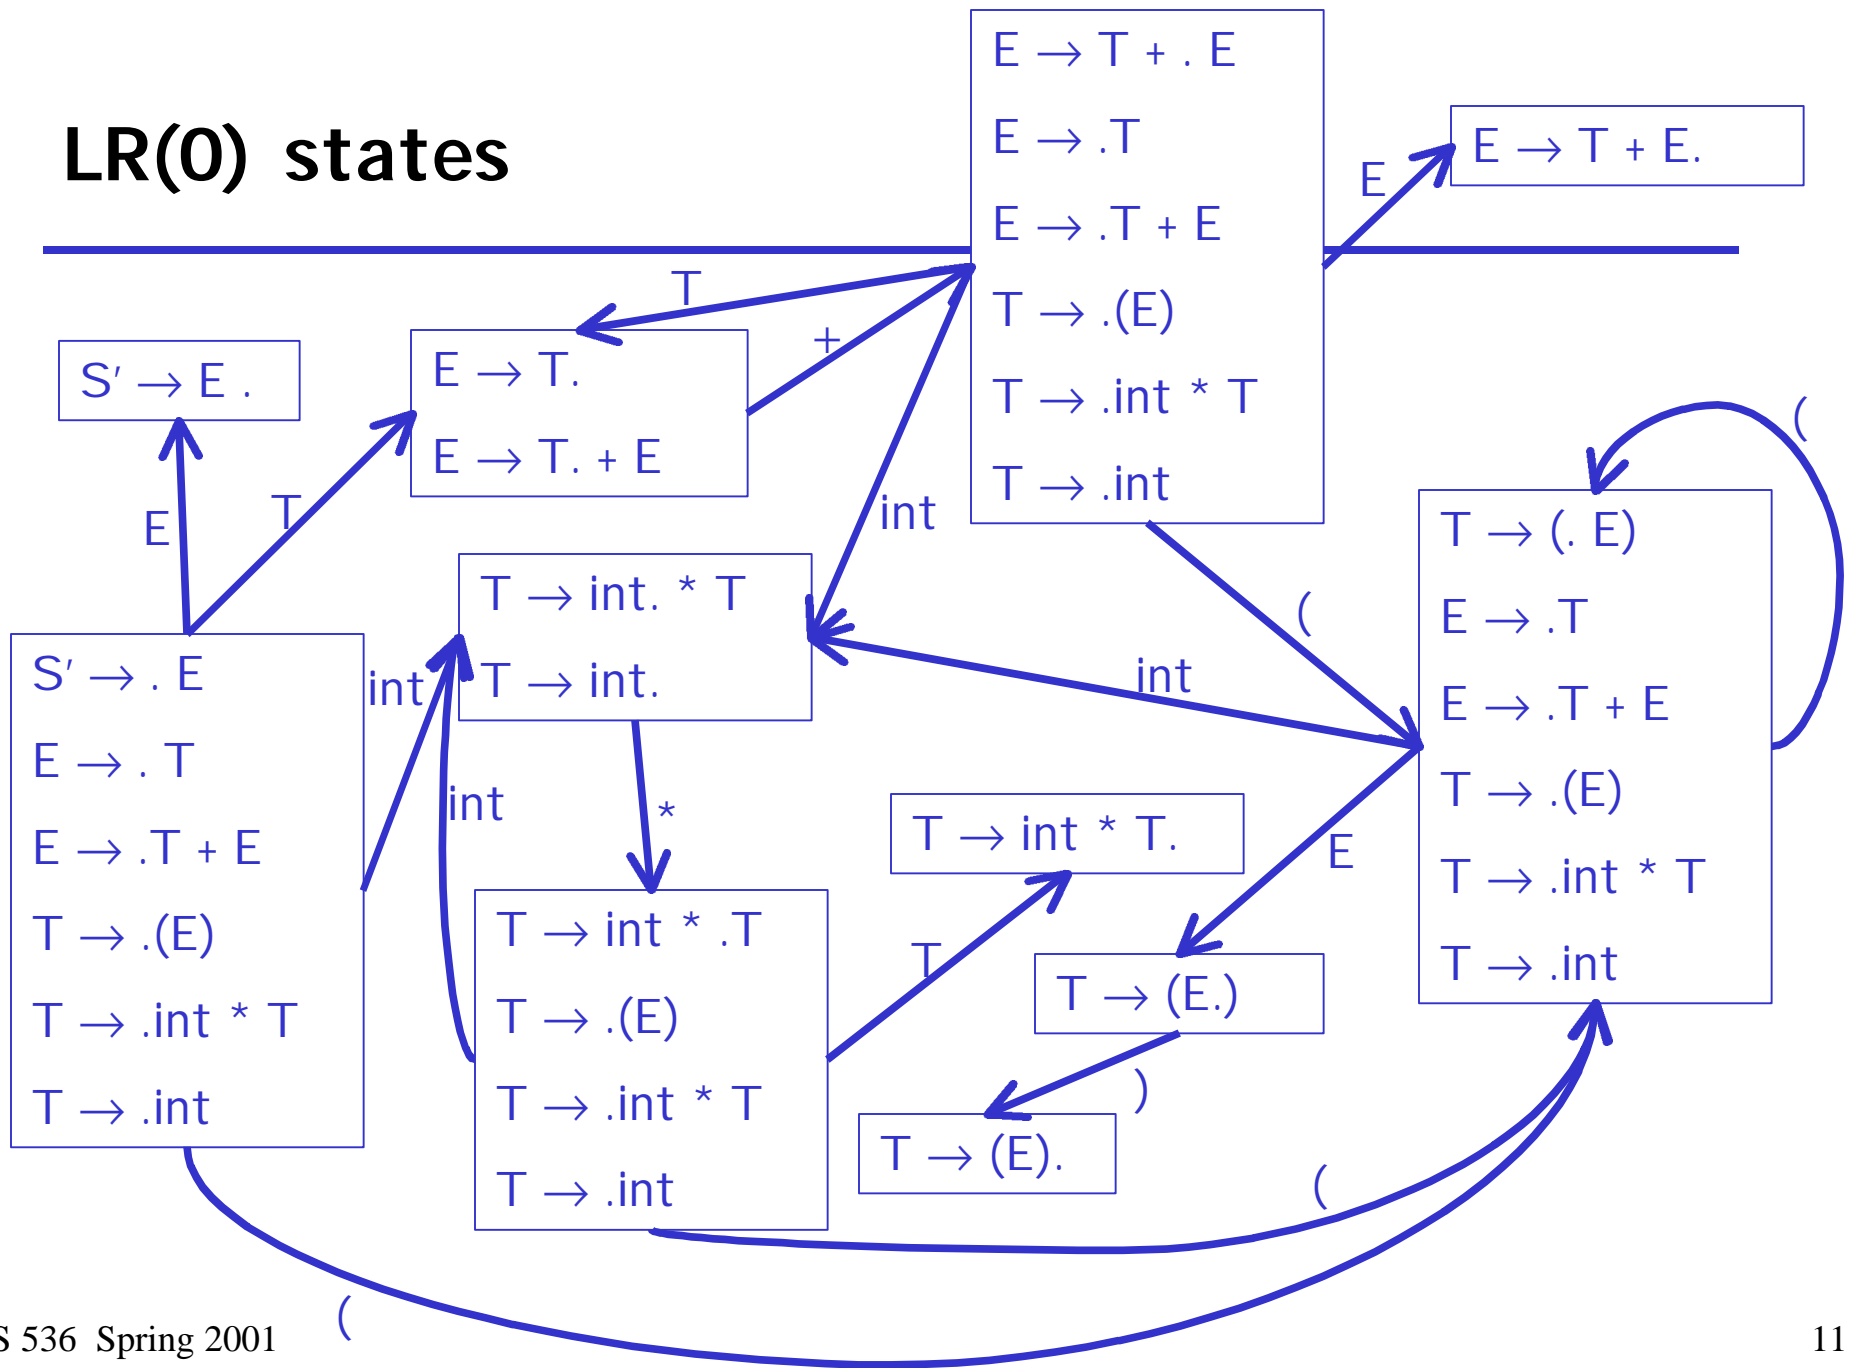 LR(0) states
E → T + . E
E → .T
E → .T + E
T → .(E)
T → .int * T
T → .int
E → T + E.
E
T
+
int
(
S′ → E .
E → T.
E → T. + E
E
T
T → int. * T
T → int.
int
int
int
*
S′ → . E
E → . T
E → .T + E
T → .(E)
T → .int * T
T → .int
T → int * .T
T → .(E)
T → .int * T
T → .int
T
T → int * T.
E
T → (E.)
)
T → (E).
(
T → (. E)
E → .T
E → .T + E
T → .(E)
T → .int * T
T → .int
(
(
S 536 Spring 2001
11